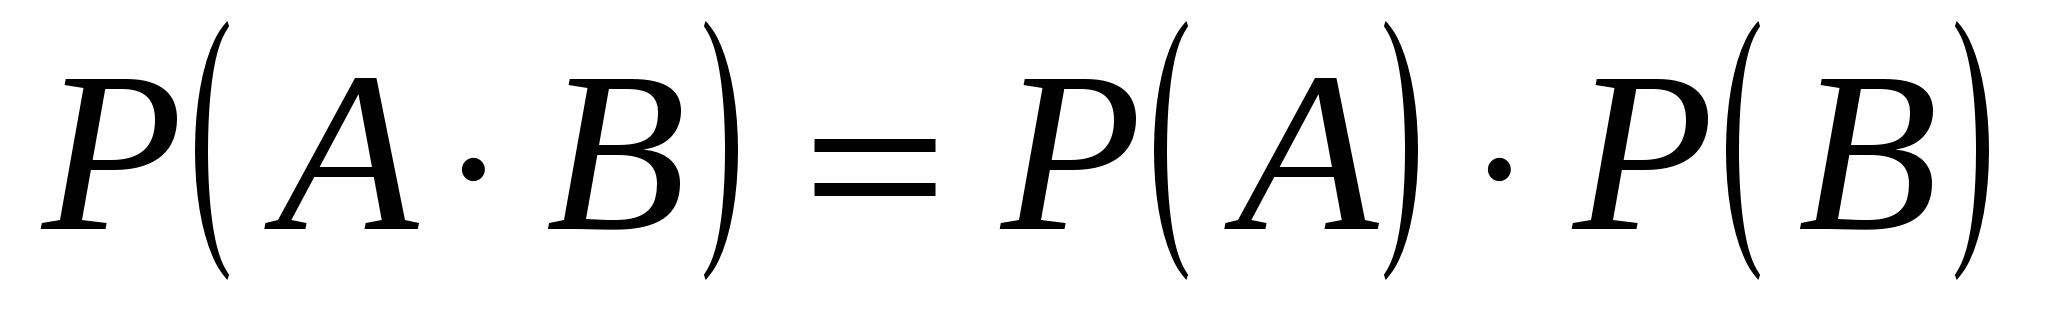 P(A · B) = P(A) · P(B)